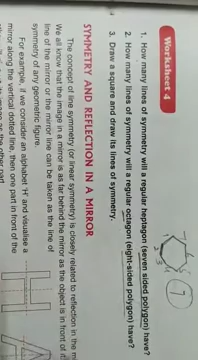 Worksheet 4
1. How many lines of symmetry will a regular heptagon (seven sided polygon) have?
2. How many lines of symmetry will a regular octagon (eight-sided polygon) have?
3. Draw a square and draw its lines of symmetry.
7
SYMMETRY AND REFLECTION IN A MIRROR
The concept of line symmetry (or linear symmetry) is closely related to reflection in the
We all know that the image in a mirror is as far behind the mirror as the object is in front of
line of the mirror or the mirror line can be taken as the line of
symmetry of any geometric figure.
For example, if we consider an alphabet 'H' and visualise a
mirror along the vertical dotted line, then one part in front of the
H
A